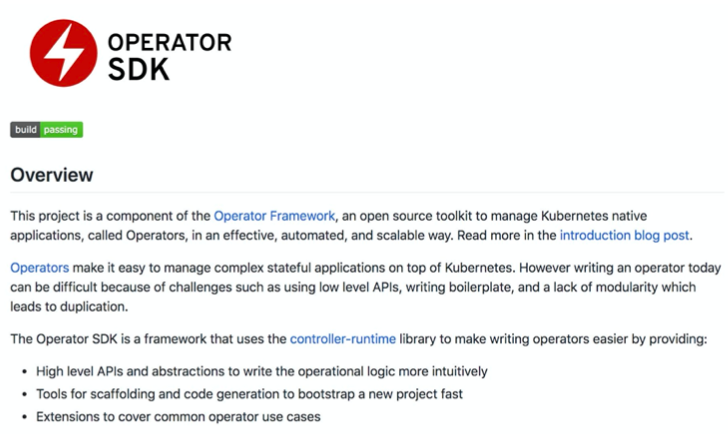 OPERATOR
SDK
build passing
Overview
This project is a component of the Operator Framework, an open source toolkit to manage Kubernetes native
applications, called Operators, in an effective, automated, and scalable way. Read more in the introduction blog post.
Operators make it easy to manage complex stateful applications on top of Kubernetes. However writing an operator today
can be difficult because of challenges such as using low level APIs, writing boilerplate, and a lack of modularity which
leads to duplication.
The Operator SDK is a framework that uses the controller-runtime library to make writing operators easier by providing:
• High level APIs and abstractions to write the operational logic more intuitively
• Tools for scaffolding and code generation to bootstrap a new project fast
• Extensions to cover common operator use cases